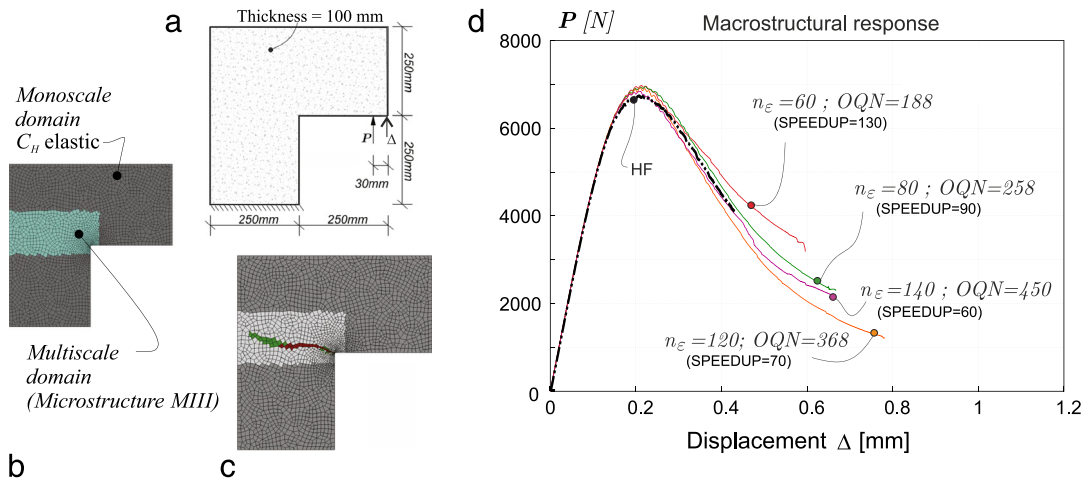 a
Thickness = 100 mm
250mm
250mm
P
Δ
30mm
250mm
250mm
Monoscale
domain
C_H elastic
Multiscale
domain
(Microstructure MIII)
b
c
d
P [N]
Macrostructural response
8000
6000
4000
2000
0
0
0.2
0.4
0.6
0.8
1
1.2
Displacement Δ [mm]
HF
n_ε=60 ; OQN=188
(SPEEDUP=130)
n_ε=80 ; OQN=258
(SPEEDUP=90)
n_ε=140 ; OQN=450
(SPEEDUP=60)
n_ε=120; OQN=368
(SPEEDUP=70)